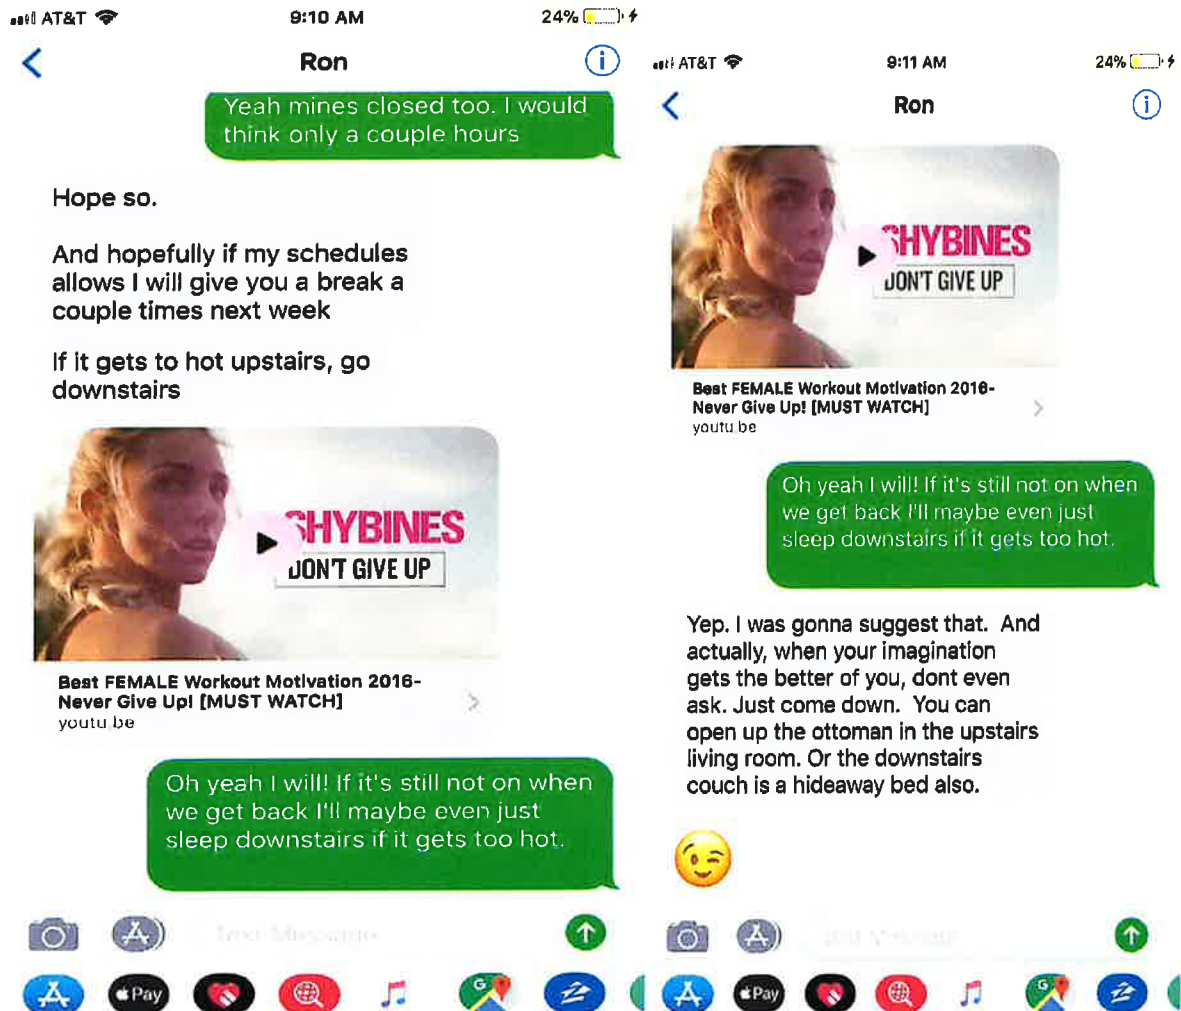 AT&T 9:10 AM 24%
Ron
Yeah mines closed too. I would
think only a couple hours
Hope so.
And hopefully if my schedules
allows I will give you a break a
couple times next week
If it gets to hot upstairs, go
downstairs
SHYBINES
DON'T GIVE UP
Best FEMALE Workout Motivation 2016-
Never Give Up! [MUST WATCH]
youtu.be
Oh yeah I will! If it's still not on when
we get back I'll maybe even just
sleep downstairs if it gets too hot.
Text Message
Pay
G
AT&T 9:11 AM 24%
Ron
SHYBINES
DON'T GIVE UP
Best FEMALE Workout Motivation 2016-
Never Give Up! [MUST WATCH]
youtu.be
Oh yeah I will! If it's still not on when
we get back I'll maybe even just
sleep downstairs if it gets too hot.
Yep. I was gonna suggest that. And
actually, when your imagination
gets the better of you, dont even
ask. Just come down. You can
open up the ottoman in the upstairs
living room. Or the downstairs
couch is a hideaway bed also.
Pay
G